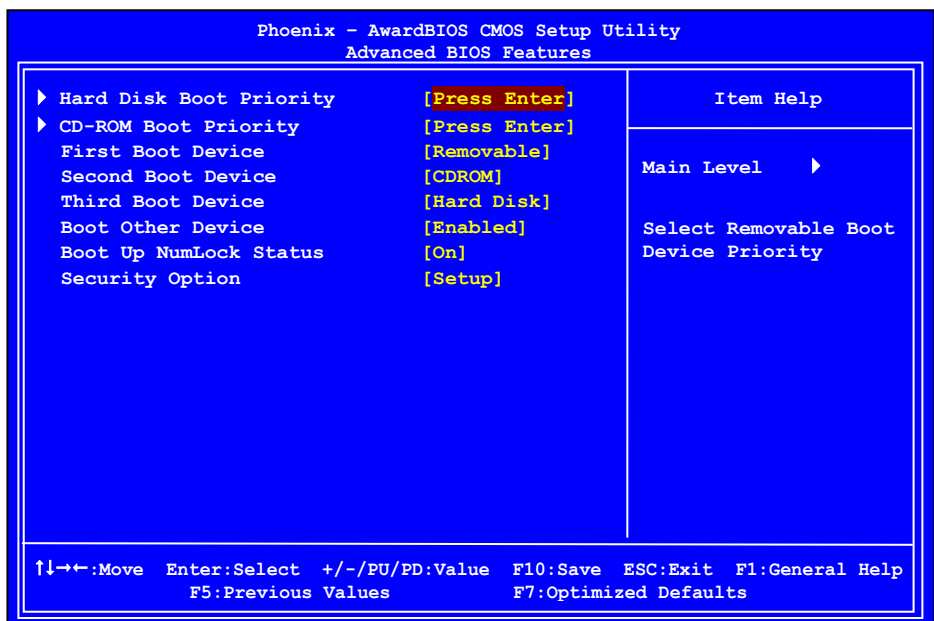 Phoenix – AwardBIOS CMOS Setup Utility
Advanced BIOS Features
Hard Disk Boot Priority [Press Enter]
CD-ROM Boot Priority [Press Enter]
First Boot Device [Removable]
Second Boot Device [CDROM]
Third Boot Device [Hard Disk]
Boot Other Device [Enabled]
Boot Up NumLock Status [On]
Security Option [Setup]
Item Help
Main Level
Select Removable Boot
Device Priority
↑↓→←:Move Enter:Select +/-/PU/PD:Value F10:Save ESC:Exit F1:General Help
F5:Previous Values F7:Optimized Defaults